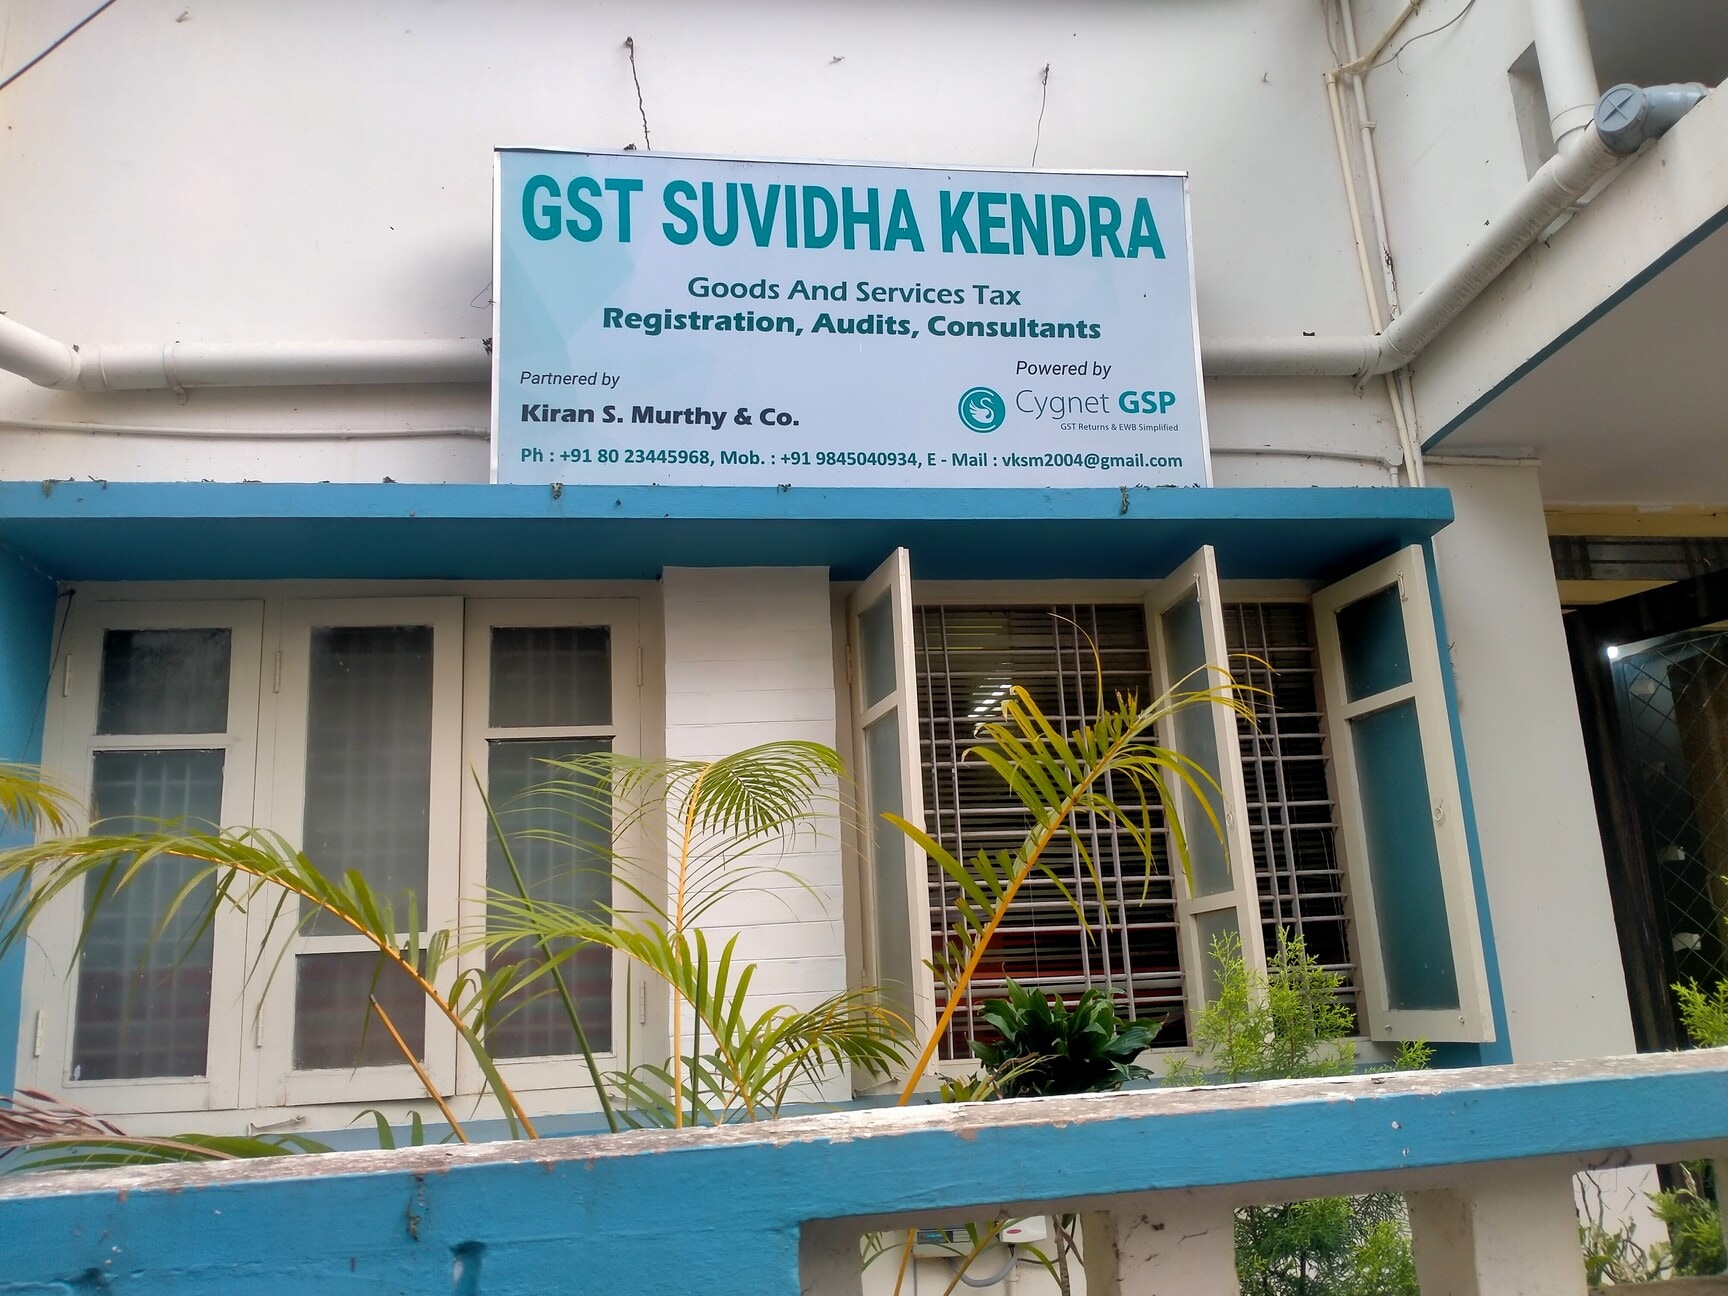 GST SUVIDHA KENDRA
Goods And Services Tax
Registration, Audits, Consultants
Partnered by
Kiran S. Murthy & Co.
Powered by
Cygnet GSP
GST Returns & EWB Simplified
Ph : +91 80 23445968, Mob. : +91 9845040934, E - Mail : vksm2004@gmail.com